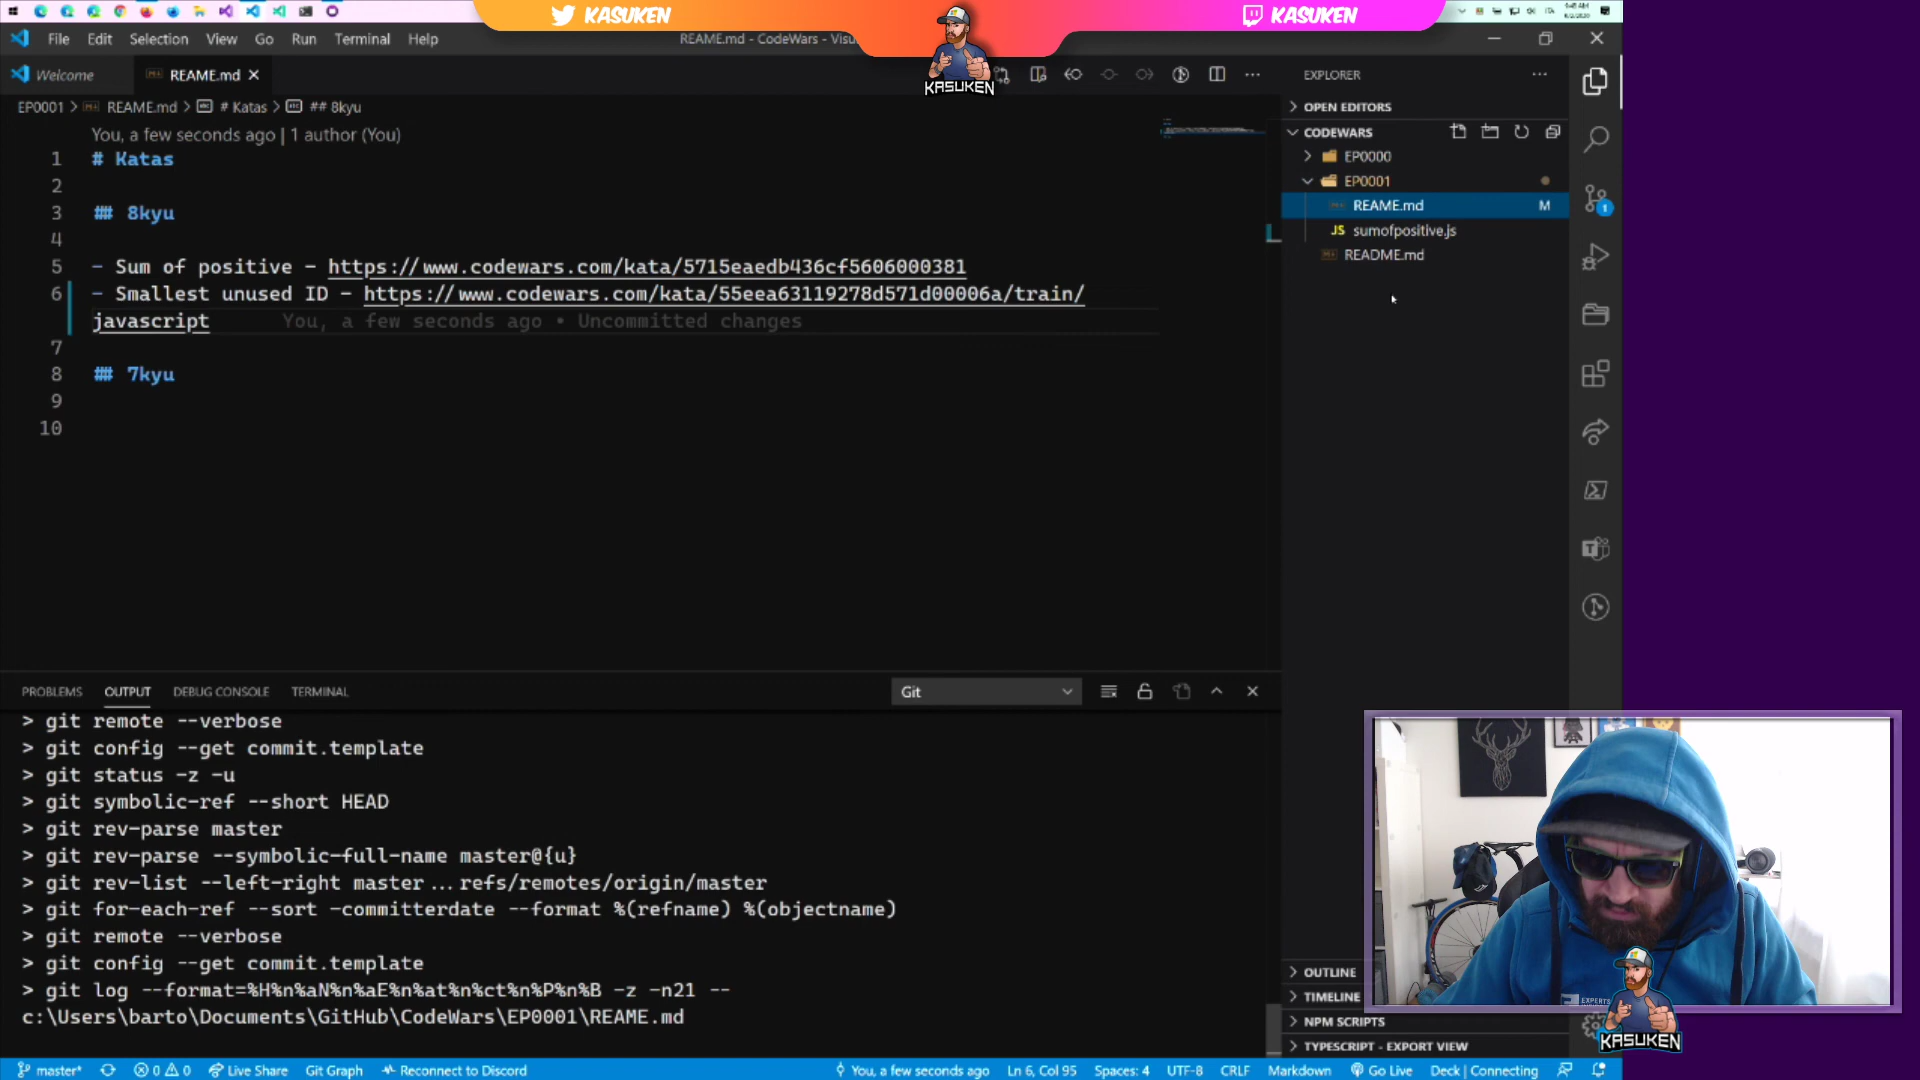 KASUKEN
KASUKEN
KASUKEN
File Edit Selection View Go Run Terminal Help
REAME.md - CodeWars - Visu
Welcome
REAME.md
EP0001 > REAME.md > # Katas > ## 8kyu
You, a few seconds ago | 1 author (You)
1 # Katas
2
3 ## 8kyu
4
5 - Sum of positive - https://www.codewars.com/kata/5715eaedb436cf5606000381
6 - Smallest unused ID - https://www.codewars.com/kata/55eea63119278d571d00006a/train/
javascript You, a few seconds ago • Uncommitted changes
7
8 ## 7kyu
9
10
EXPLORER
OPEN EDITORS
CODEWARS
EP0000
EP0001
REAME.md M
JS sumofpositive.js
README.md
1
PROBLEMS OUTPUT DEBUG CONSOLE TERMINAL
Git
> git remote --verbose
> git config --get commit.template
> git status -z -u
> git symbolic-ref --short HEAD
> git rev-parse master
> git rev-parse --symbolic-full-name master@{u}
> git rev-list --left-right master...refs/remotes/origin/master
> git for-each-ref --sort -committerdate --format %(refname) %(objectname)
> git remote --verbose
> git config --get commit.template
> git log --format=%H%n%aN%n%aE%n%at%n%ct%n%P%n%B -z -n21 --
c:\Users\barto\Documents\GitHub\CodeWars\EP0001\REAME.md
OUTLINE
TIMELINE
NPM SCRIPTS
TYPESCRIPT - EXPORT VIEW
EXPERTS
KASUKEN
master* 0 0 Live Share Git Graph Reconnect to Discord
You, a few seconds ago Ln 6, Col 95 Spaces: 4 UTF-8 CRLF Markdown Go Live Deck | Connecting